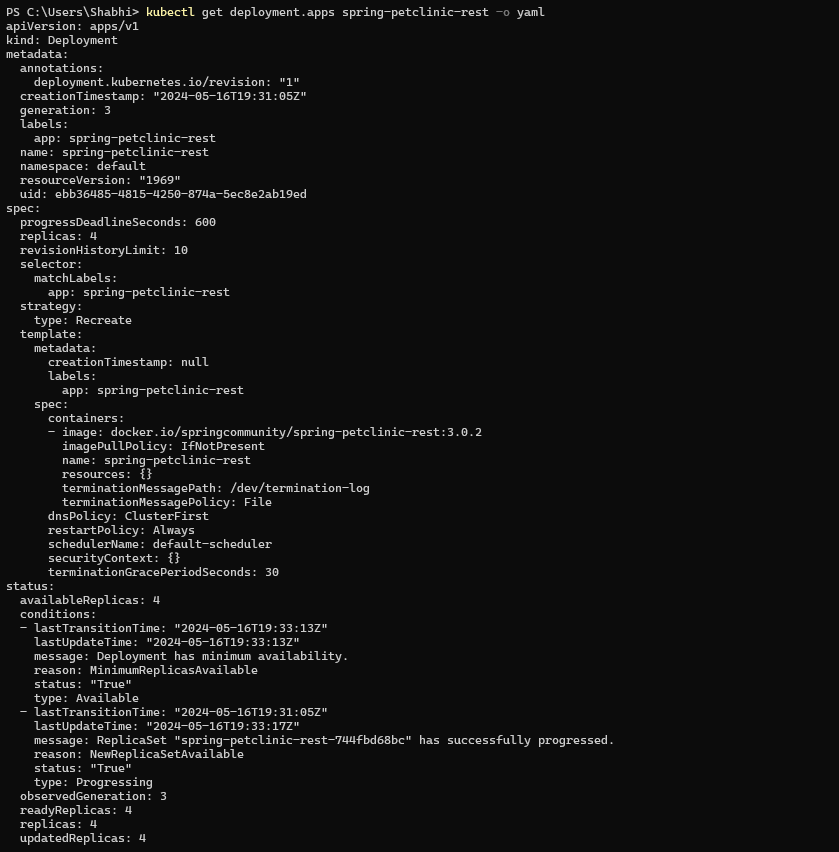 PS C:\Users\Shabhi> kubectl get deployment.apps spring-petclinic-rest -o yaml
apiVersion: apps/v1
kind: Deployment
metadata:
  annotations:
    deployment.kubernetes.io/revision: "1"
  creationTimestamp: "2024-05-16T19:31:05Z"
  generation: 3
  labels:
    app: spring-petclinic-rest
  name: spring-petclinic-rest
  namespace: default
  resourceVersion: "1969"
  uid: ebb36485-4815-4250-874a-5ec8e2ab19ed
spec:
  progressDeadlineSeconds: 600
  replicas: 4
  revisionHistoryLimit: 10
  selector:
    matchLabels:
      app: spring-petclinic-rest
  strategy:
    type: Recreate
  template:
    metadata:
      creationTimestamp: null
      labels:
        app: spring-petclinic-rest
    spec:
      containers:
      - image: docker.io/springcommunity/spring-petclinic-rest:3.0.2
        imagePullPolicy: IfNotPresent
        name: spring-petclinic-rest
        resources: {}
        terminationMessagePath: /dev/termination-log
        terminationMessagePolicy: File
      dnsPolicy: ClusterFirst
      restartPolicy: Always
      schedulerName: default-scheduler
      securityContext: {}
      terminationGracePeriodSeconds: 30
status:
  availableReplicas: 4
  conditions:
  - lastTransitionTime: "2024-05-16T19:33:13Z"
    lastUpdateTime: "2024-05-16T19:33:13Z"
    message: Deployment has minimum availability.
    reason: MinimumReplicasAvailable
    status: "True"
    type: Available
  - lastTransitionTime: "2024-05-16T19:31:05Z"
    lastUpdateTime: "2024-05-16T19:33:17Z"
    message: ReplicaSet "spring-petclinic-rest-744fbd68bc" has successfully progressed.
    reason: NewReplicaSetAvailable
    status: "True"
    type: Progressing
  observedGeneration: 3
  readyReplicas: 4
  replicas: 4
  updatedReplicas: 4